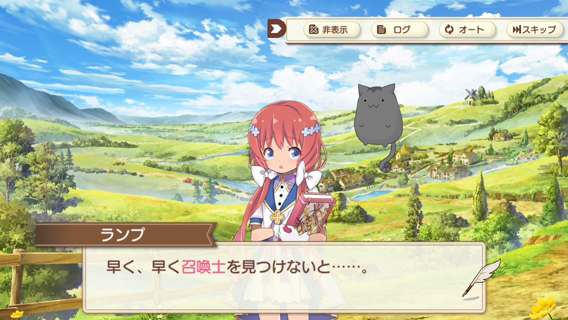 非表示
ログ
オート
スキップ
ランプ
早く、早く召喚士を見つけないと……。